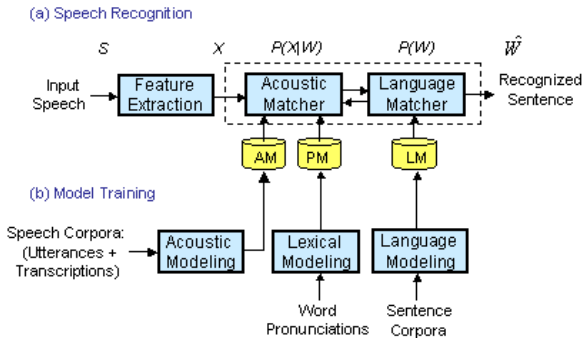 (a) Speech Recognition
S X P(X|W) P(W) Ŵ
Input
Speech
Feature
Extraction
Acoustic
Matcher
Language
Matcher
Recognized
Sentence
AM PM LM
(b) Model Training
Speech Corpora:
(Utterances +
Transcriptions)
Acoustic
Modeling
Lexical
Modeling
Language
Modeling
Word
Pronunciations
Sentence
Corpora